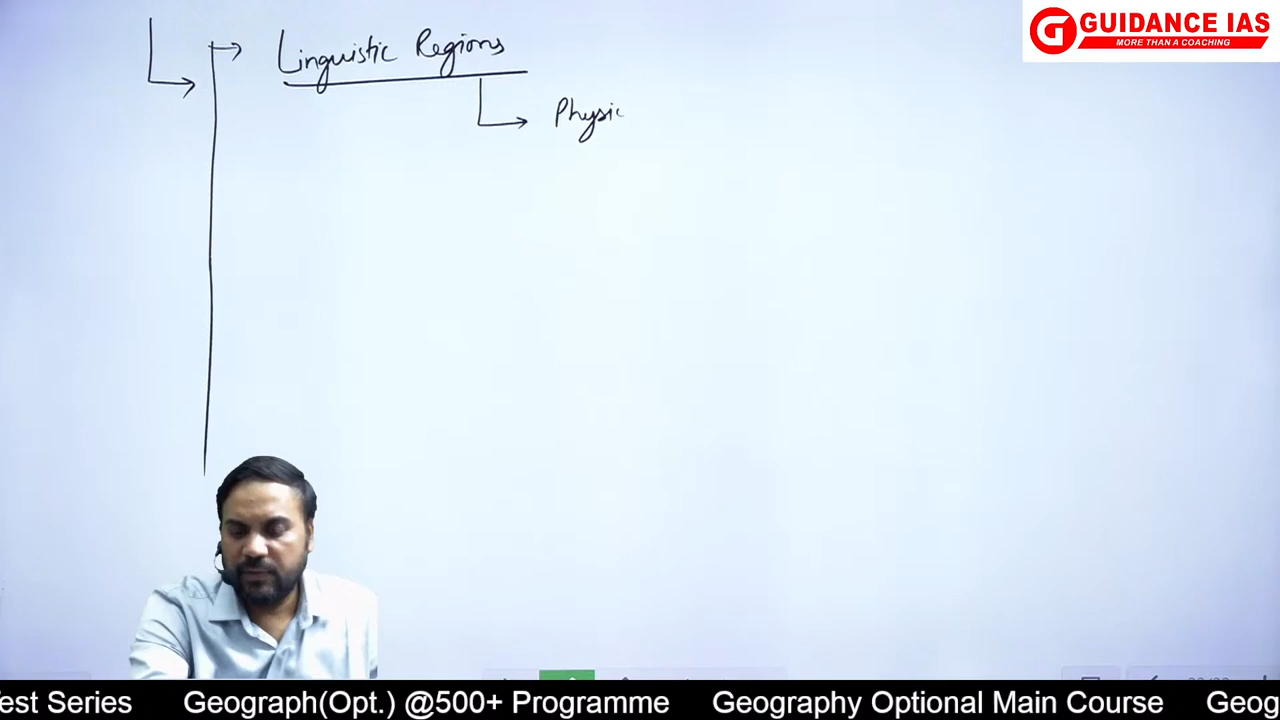 GUIDANCE IAS
MORE THAN A COACHING
Linguistic Regions
Physic
est Series Geograph(Opt.) @500+ Programme Geography Optional Main Course Geog